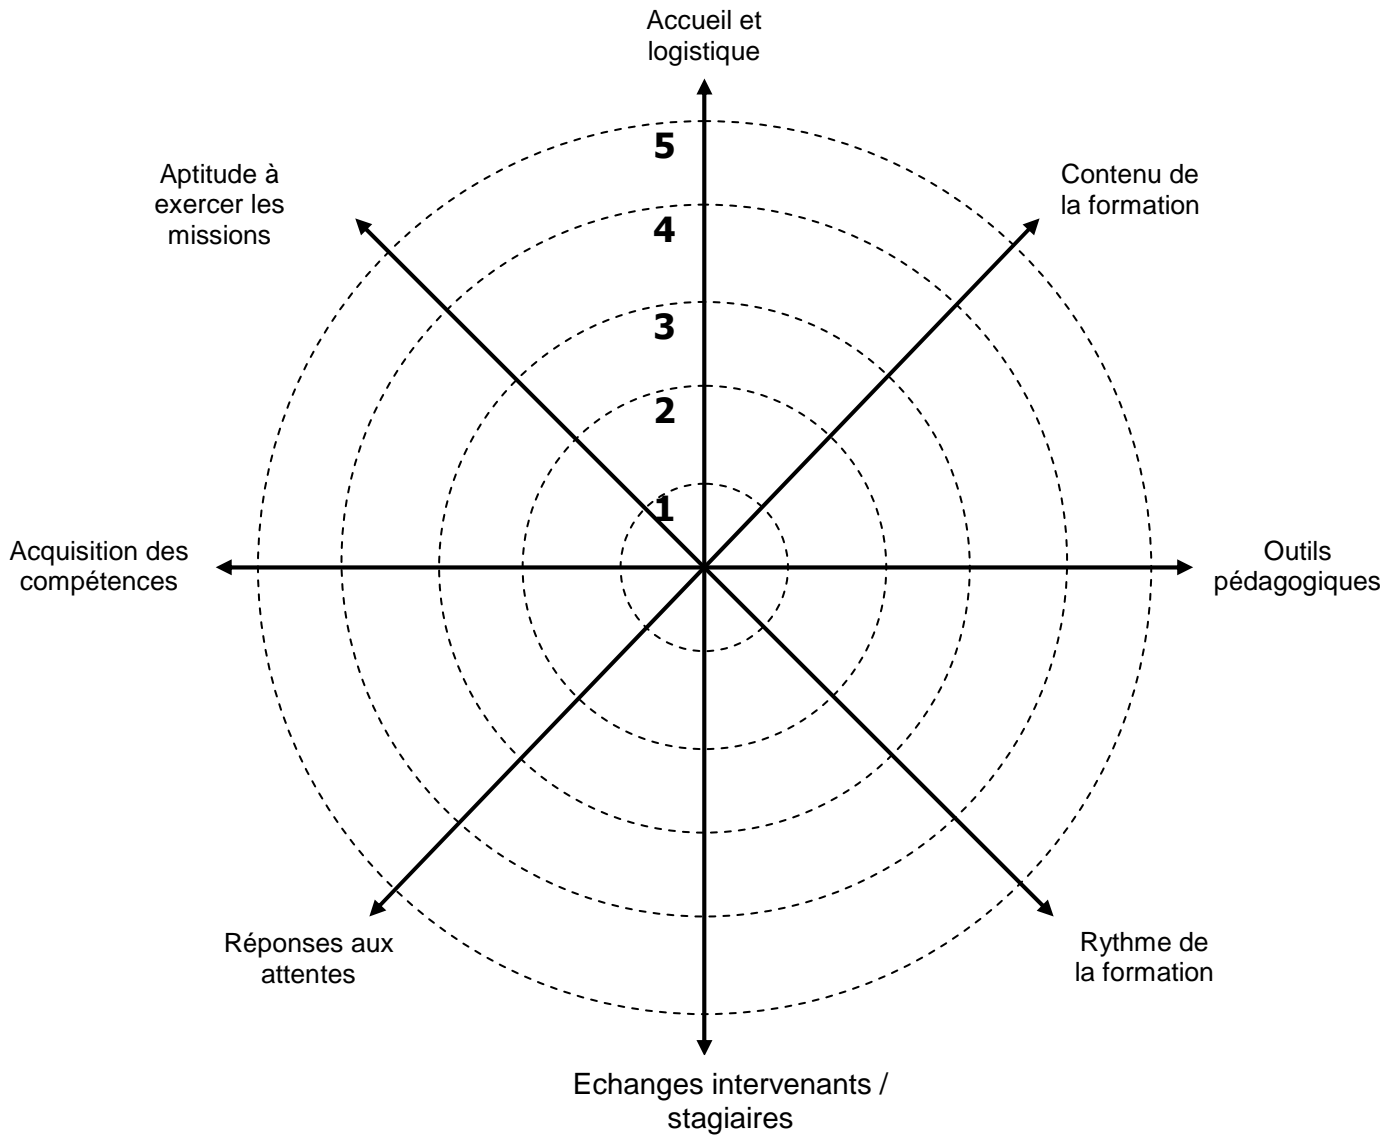 Accueil et
logistique
5
Aptitude à
exercer les
missions
Contenu de
la formation
4
3
2
1
Acquisition des
compétences
Outils
pédagogiques
Réponses aux
attentes
Rythme de
la formation
Echanges intervenants /
stagiaires